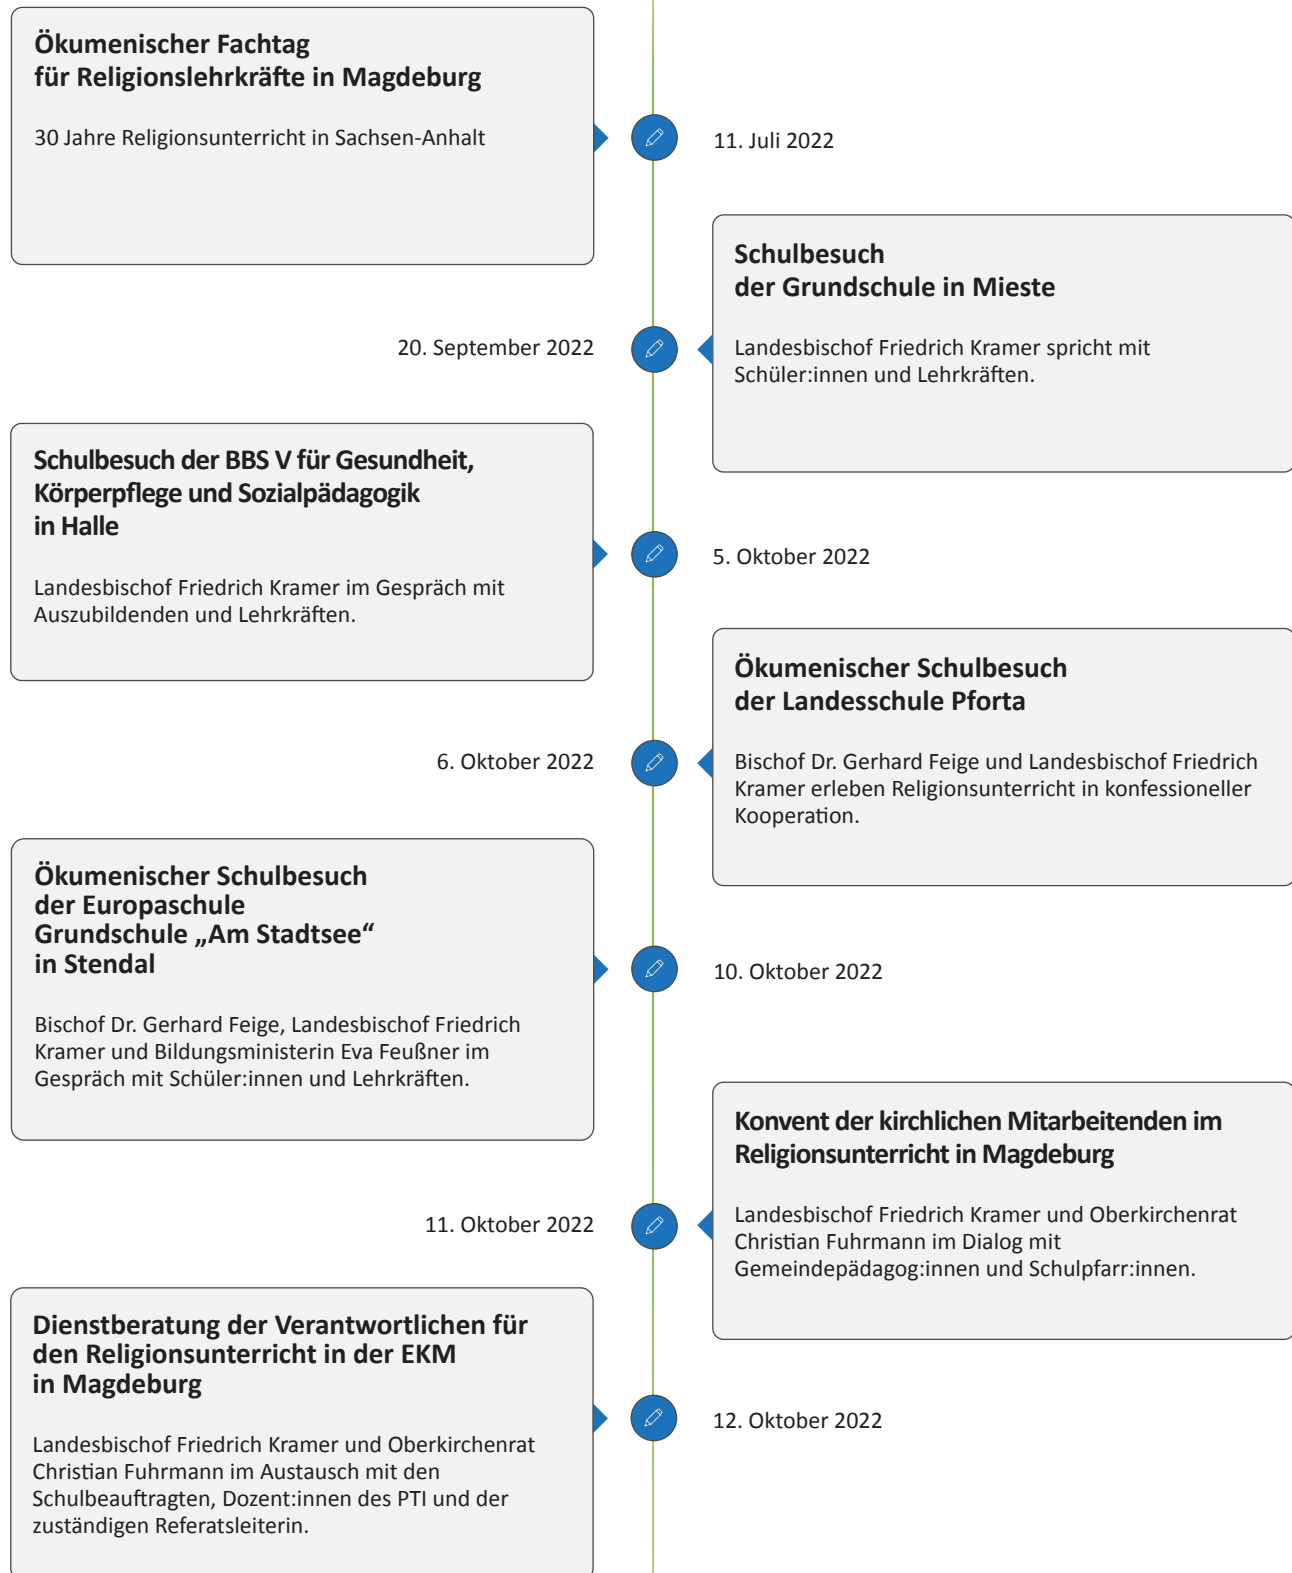 Ökumenischer Fachtag
für Religionslehrkräfte in Magdeburg
30 Jahre Religionsunterricht in Sachsen-Anhalt
11. Juli 2022
Schulbesuch
der Grundschule in Mieste
20. September 2022
Landesbischof Friedrich Kramer spricht mit
Schüler:innen und Lehrkräften.
Schulbesuch der BBS V für Gesundheit,
Körperpflege und Sozialpädagogik
in Halle
Landesbischof Friedrich Kramer im Gespräch mit
Auszubildenden und Lehrkräften.
5. Oktober 2022
Ökumenischer Schulbesuch
der Landesschule Pforta
6. Oktober 2022
Bischof Dr. Gerhard Feige und Landesbischof Friedrich
Kramer erleben Religionsunterricht in konfessioneller
Kooperation.
Ökumenischer Schulbesuch
der Europaschule
Grundschule „Am Stadtsee“
in Stendal
Bischof Dr. Gerhard Feige, Landesbischof Friedrich
Kramer und Bildungsministerin Eva Feußner im
Gespräch mit Schüler:innen und Lehrkräften.
10. Oktober 2022
Konvent der kirchlichen Mitarbeitenden im
Religionsunterricht in Magdeburg
11. Oktober 2022
Landesbischof Friedrich Kramer und Oberkirchenrat
Christian Fuhrmann im Dialog mit
Gemeindepädagog:innen und Schulpfarr:innen.
Dienstberatung der Verantwortlichen für
den Religionsunterricht in der EKM
in Magdeburg
Landesbischof Friedrich Kramer und Oberkirchenrat
Christian Fuhrmann im Austausch mit den
Schulbeauftragten, Dozent:innen des PTI und der
zuständigen Referatsleiterin.
12. Oktober 2022